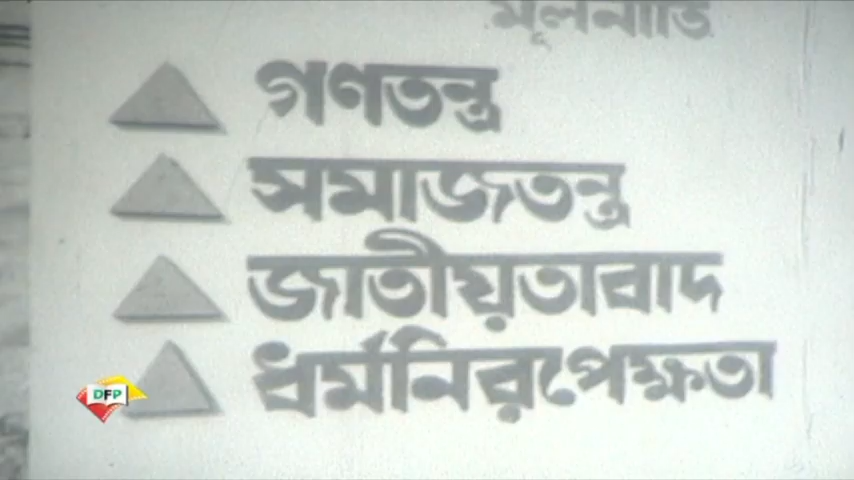 মূলনীতি
গণতন্ত্র
সমাজতন্ত্র
জাতীয়তাবাদ
ধর্মনিরপেক্ষতা
DFP